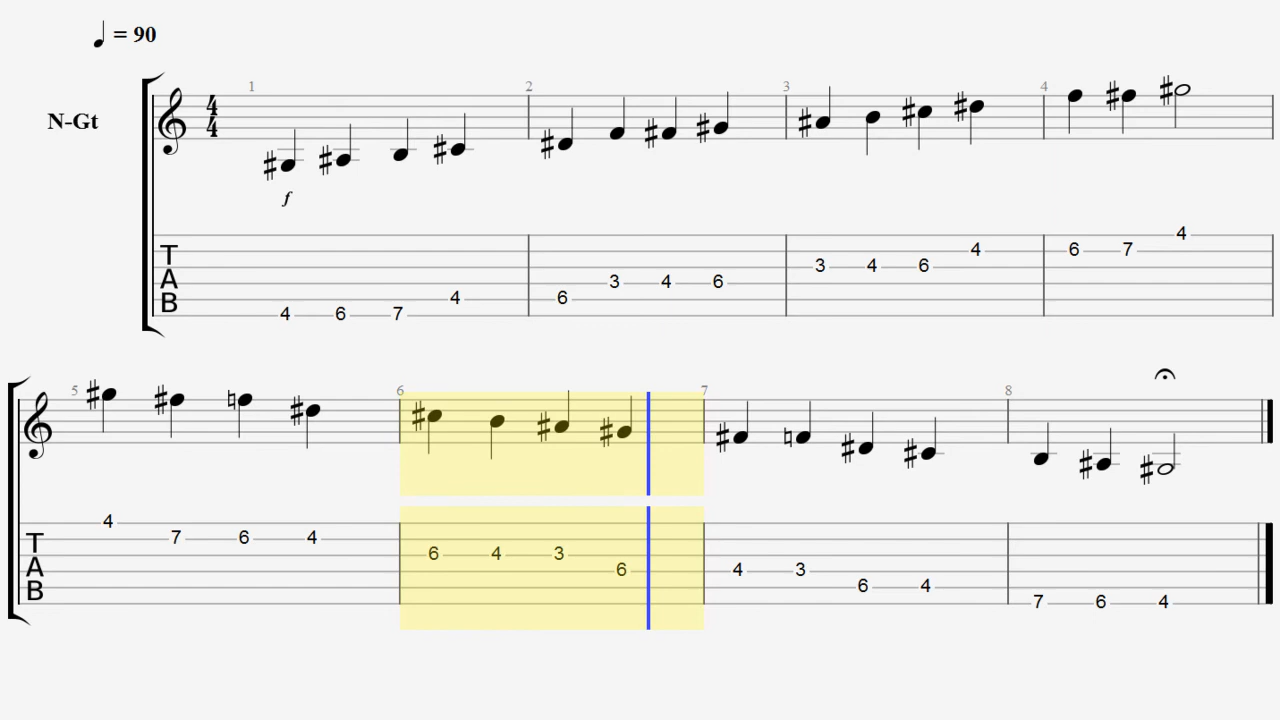 ♩ = 90
N-Gt
1 2 3 4
4
4
f
T
A
B
4 6 7 4 6 3 4 6 3 4 6 4 6 7 4
5 6 7 8
T
A
B
4 7 6 4 6 4 3 6 4 3 6 4 7 6 4